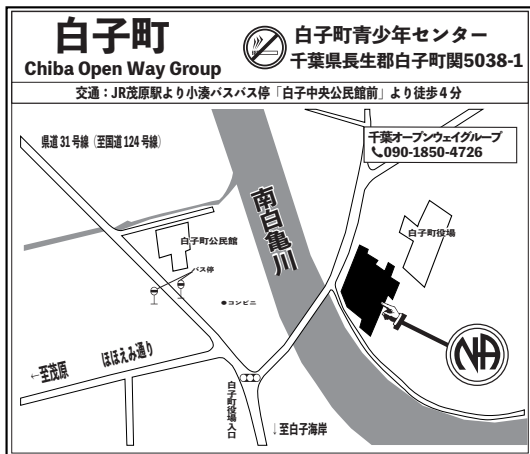 白子町
Chiba Open Way Group
白子町青少年センター
千葉県長生郡白子町関5038-1
交通：JR茂原駅より小湊バスバス停「白子中央公民館前」より徒歩4分
県道31号線（至国道124号線）
千葉オープンウェイグループ
090-1850-4726
南白亀川
白子町役場
白子町公民館
バス停
●コンビニ
ほほえみ通り
←至茂原
白子町役場入口
↓至白子海岸
NA